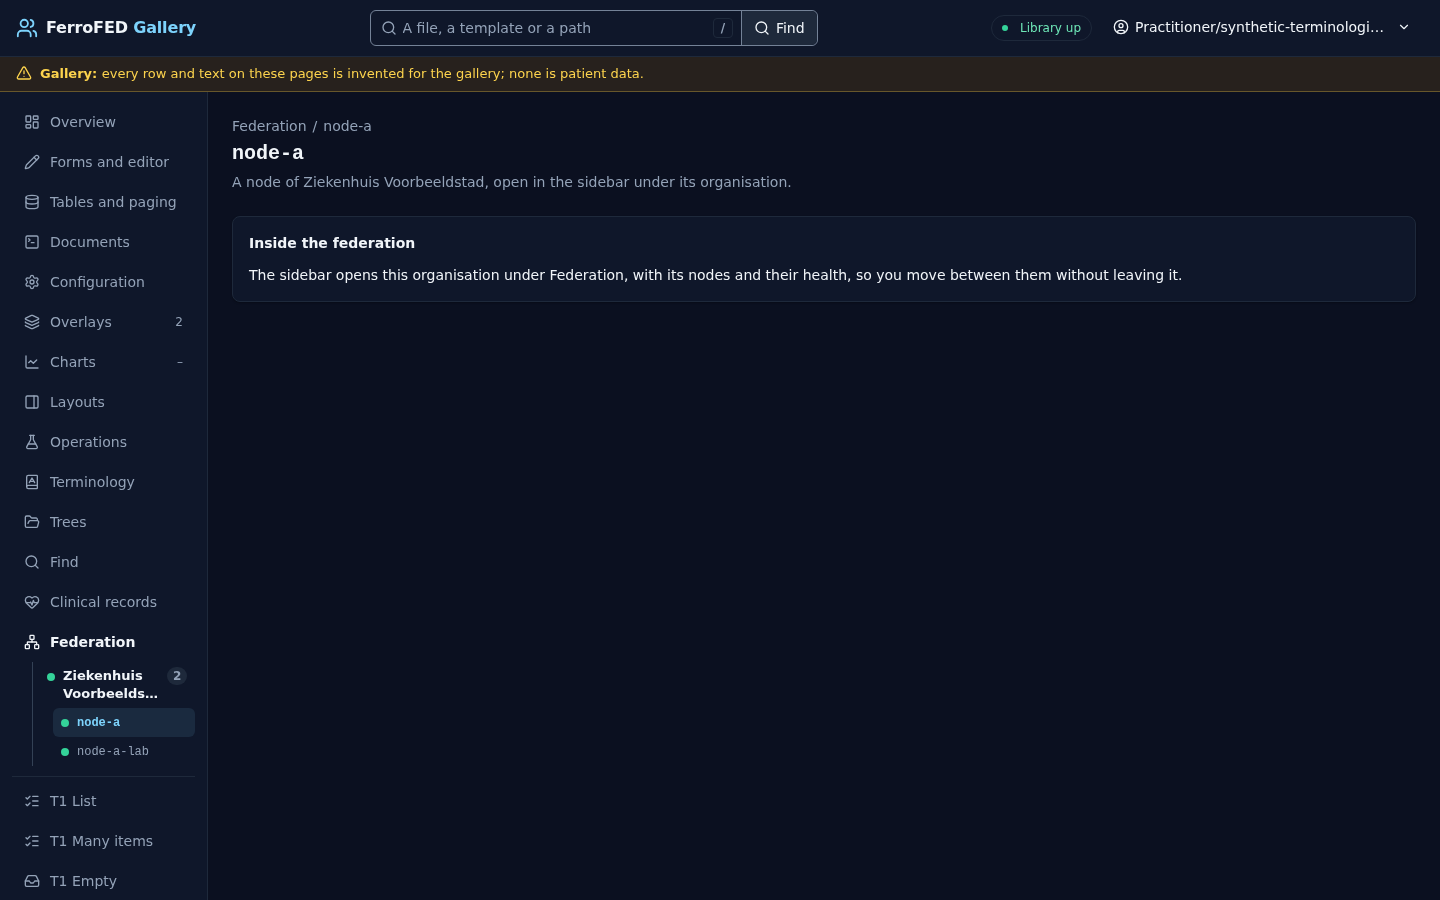 FerroFED Gallery
A file, a template or a path
/
Find
Library up
Practitioner/synthetic-terminologi…
Gallery: every row and text on these pages is invented for the gallery; none is patient data.
Overview
Forms and editor
Tables and paging
Documents
Configuration
Overlays 2
Charts –
Layouts
Operations
Terminology
Trees
Find
Clinical records
Federation
Ziekenhuis 2
Voorbeelds…
node-a
node-a-lab
T1 List
T1 Many items
T1 Empty
Federation / node-a
node-a
A node of Ziekenhuis Voorbeeldstad, open in the sidebar under its organisation.
Inside the federation
The sidebar opens this organisation under Federation, with its nodes and their health, so you move between them without leaving it.